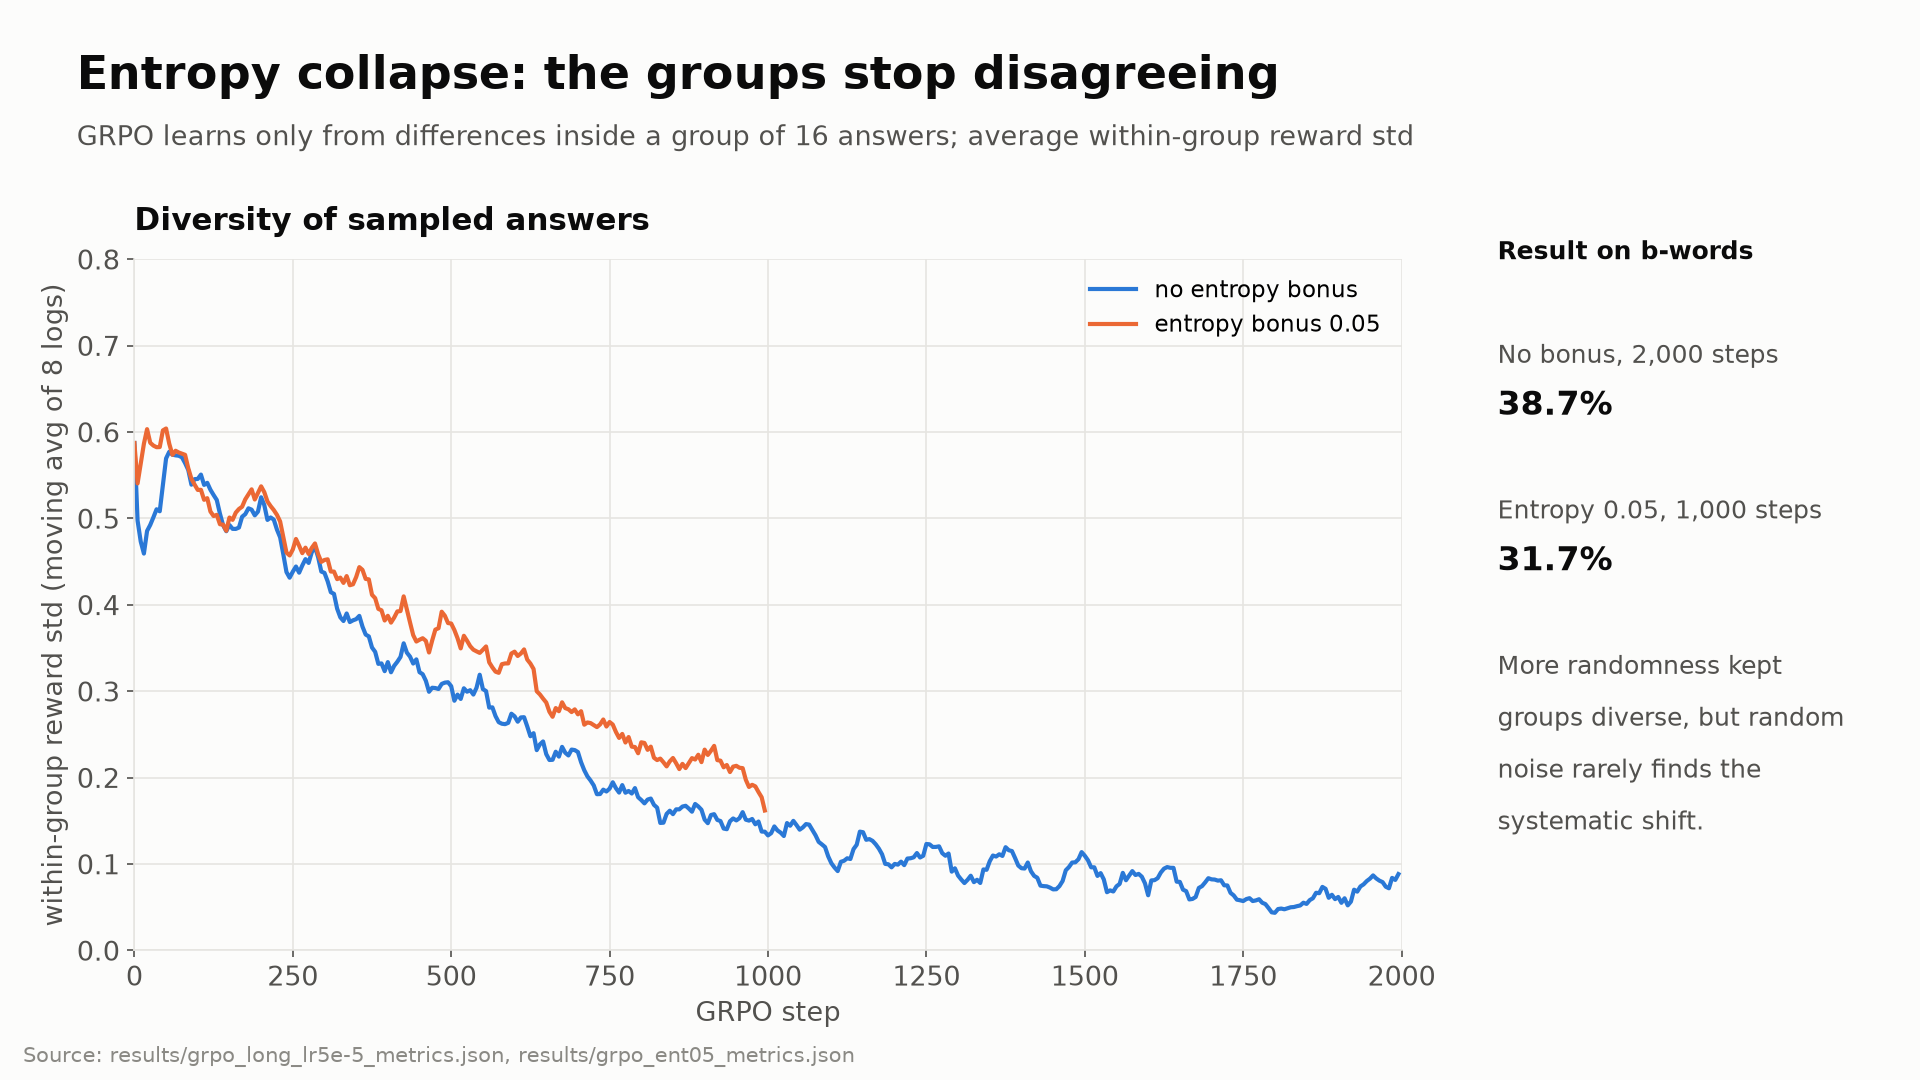 Entropy collapse: the groups stop disagreeing
GRPO learns only from differences inside a group of 16 answers; average within-group reward std
Diversity of sampled answers
within-group reward std (moving avg of 8 logs)
0.8
0.7
0.6
0.5
0.4
0.3
0.2
0.1
0.0
no entropy bonus
entropy bonus 0.05
0 250 500 750 1000 1250 1500 1750 2000
GRPO step
Result on b-words
No bonus, 2,000 steps
38.7%
Entropy 0.05, 1,000 steps
31.7%
More randomness kept
groups diverse, but random
noise rarely finds the
systematic shift.
Source: results/grpo_long_lr5e-5_metrics.json, results/grpo_ent05_metrics.json